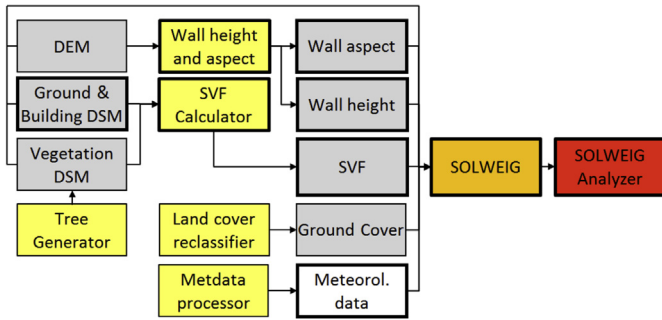 DEM
Wall height
and aspect
Wall aspect
Ground &
Building DSM
SVF
Calculator
Wall height
Vegetation
DSM
SVF
SOLWEIG
SOLWEIG
Analyzer
Tree
Generator
Land cover
reclassifier
Ground Cover
Metdata
processor
Meteorol.
data